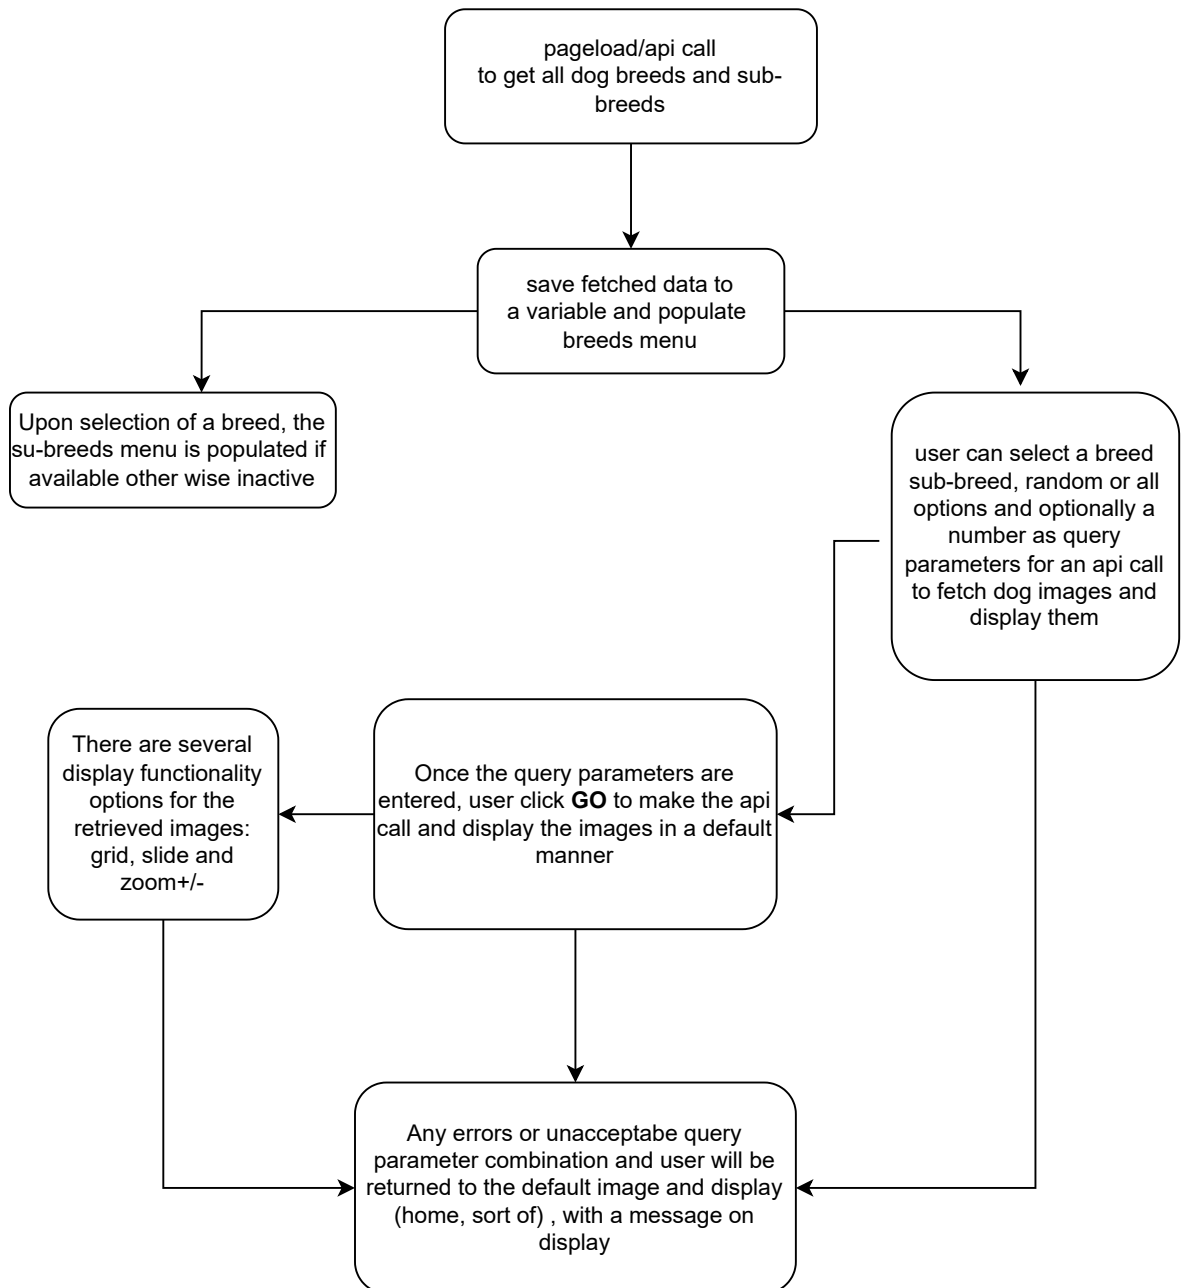 pageload/api call
to get all dog breeds and sub-
breeds
save fetched data to
a variable and populate
breeds menu
Upon selection of a breed, the
su-breeds menu is populated if
available other wise inactive
user can select a breed
sub-breed, random or all
options and optionally a
number as query
parameters for an api call
to fetch dog images and
display them
There are several
display functionality
options for the
retrieved images:
grid, slide and
zoom+/-
Once the query parameters are
entered, user click GO to make the api
call and display the images in a default
manner
Any errors or unacceptabe query
parameter combination and user will be
returned to the default image and display
(home, sort of) , with a message on
display